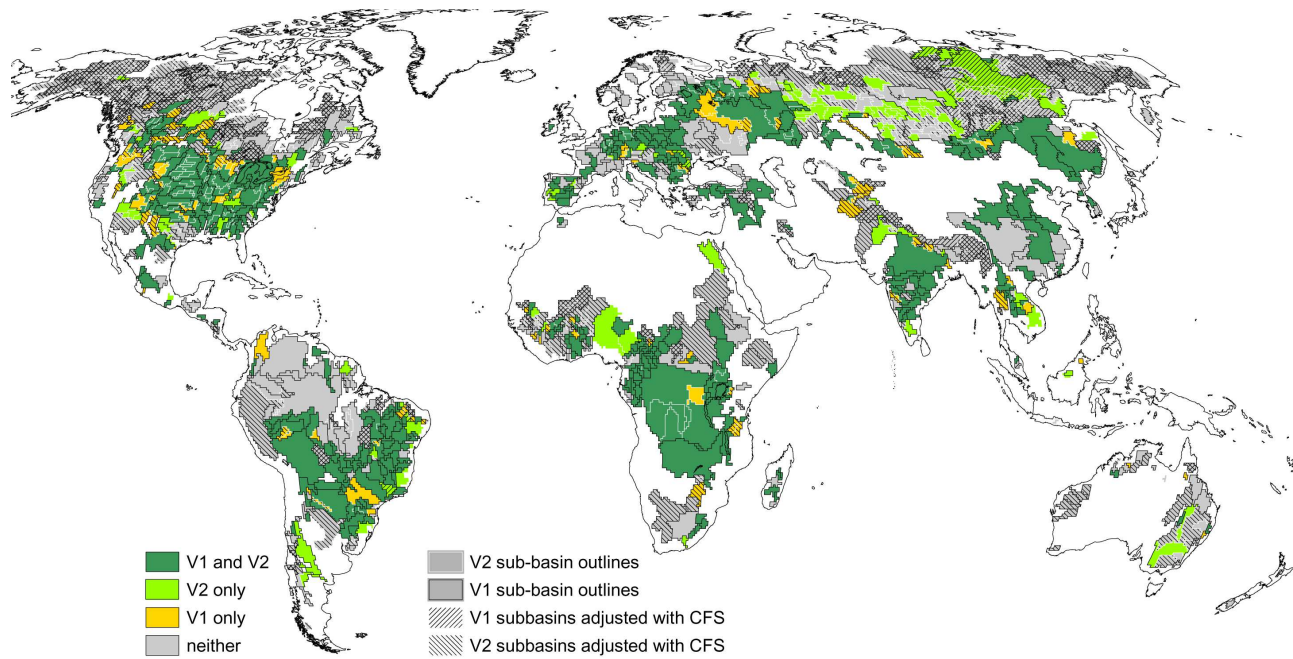 V1 and V2
V2 only
V1 only
neither
V2 sub-basin outlines
V1 sub-basin outlines
V1 subbasins adjusted with CFS
V2 subbasins adjusted with CFS